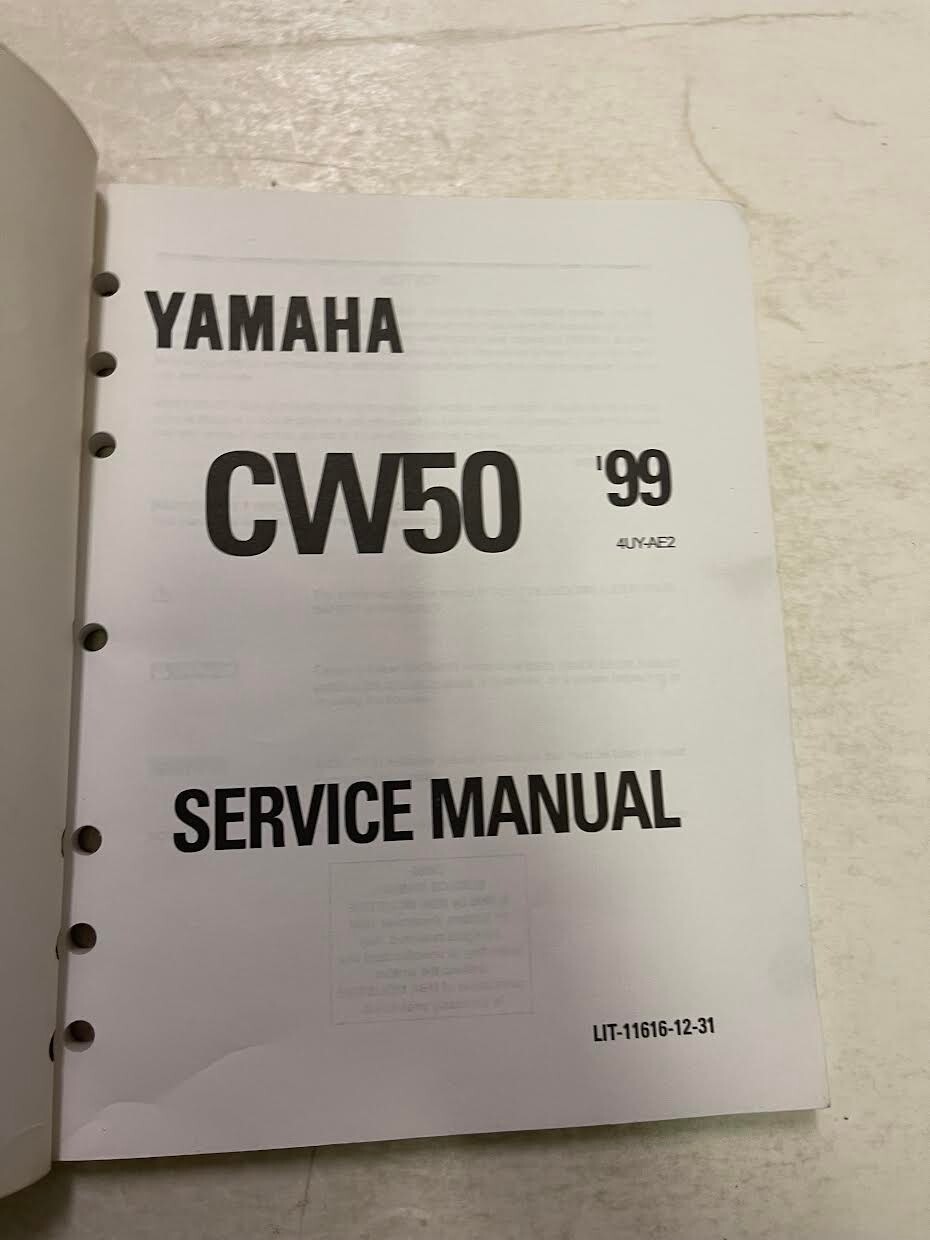 YAMAHA
CW50 '99
4UY-AE2
SERVICE MANUAL
LIT-11616-12-31